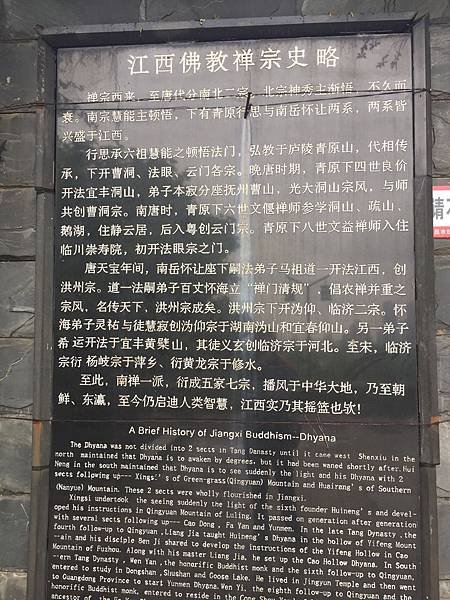 江西佛教禅宗史略
禅宗西来，至唐代分南北二宗。北宗神秀主渐悟，不久而
衰。南宗慧能主顿悟，下有青原行思与南岳怀让两系，两系皆
兴盛于江西。
行思承六祖慧能之顿悟法门，弘教于庐陵青原山，代相传
承，下开曹洞、法眼、云门各宗。晚唐时期，青原下四世良价
开法宜丰洞山，弟子本寂分座抚州曹山，光大洞山宗风，与师
共创曹洞宗。南唐时，青原下六世文偃禅师参学洞山、疏山、
鹅湖，住静云居，后入粤创云门宗。青原下八世文益禅师入住
临川崇寿院，初开法眼宗之门。
唐天宝年间，南岳怀让座下嗣法弟子马祖道一开法江西，创
洪州宗。道一法嗣弟子百丈怀海立“禅门清规”，倡农禅并重之
宗风，名传天下，洪州宗成矣。洪州宗下开沩仰、临济二宗。怀
海弟子灵祐与徒慧寂创沩仰宗于湖南沩山和宜春仰山。另一弟子
希运开法于宜丰黄檗山，其徒义玄创临济宗于河北。至宋，临济
宗衍 杨岐宗于萍乡、衍黄龙宗于修水。
至此，南禅一派，衍成五家七宗，播风于中华大地，乃至朝
鲜、东瀛，至今仍启迪人类智慧，江西实乃其摇篮也欤！
A Brief History of Jiangxi Buddhism--Dhyana
The Dhyana was not divided into 2 sects in Tang Danasty until it came west. Shenxiu in the
north maintained that Dhyana is to avaken by degrees, but it had been waned shortly after. Hui
Neng in the south maintained that Dhyana is to see suddenly the light and his Dhyana with 2
sects following up-- Xings' s of Green-grass(Qingyuan) Mountain and Huairang' s of Southern
(Nanyue) Mountain. These 2 sects were wholly flourished in Jiangxi.
Xingsi undertook the seeing suddenly the light of the sixth founder Huineng' s and devel-
oped his instructions in Qingyuan Mountain of Luling. It passed on generation after generation
with several sects following up--- Cao Dong , Fa Yan and Yunmen. In the late Tang Dynasty ,the
fourth follow-up to Qingyuan ,Liang Jia taught Huineng' s Dhyana in the hollow of Yifeng Mount
-ain and his disciple Ben Ji shared to develop the instructions of the Yifeng Hollow in Cao
Mountain of Fuzhou. Along with his master Liang Jia, he set up the Cao Hollow Dhyana. In South
-ern Tang Dynasty , Wen Yan ,the honorific Buddhist monk and the sixth follow-up to Qingyuan,
entered to study in Dongshan ,Shushan and Goose Lake. He lived in Jingyun Temple and then went
to Guangdong Province to start Yunmen Dhyana. Wen Yi, the eighth follow-up to Qingyuan and the
honorific Buddhist monk, entered to reside in the Cong Shou